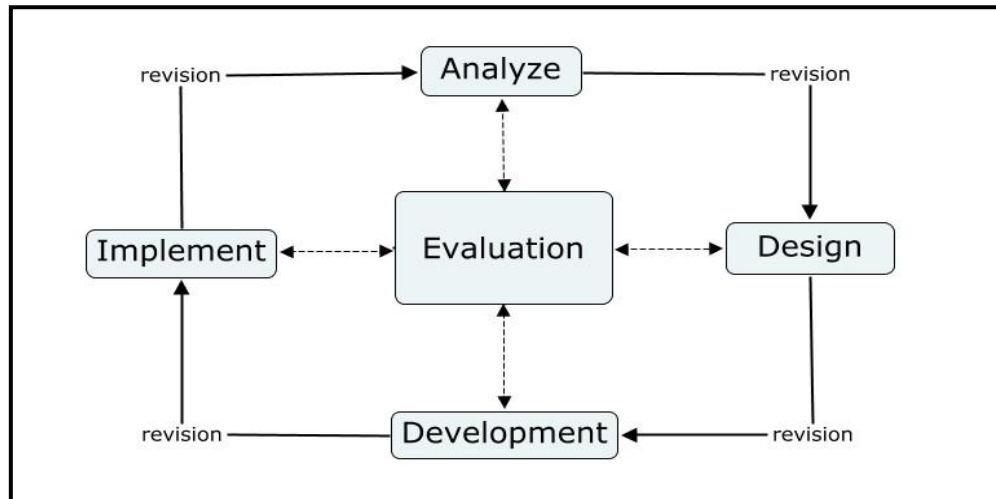 Analyze
revision
revision
Implement
Evaluation
Design
Development
revision
revision